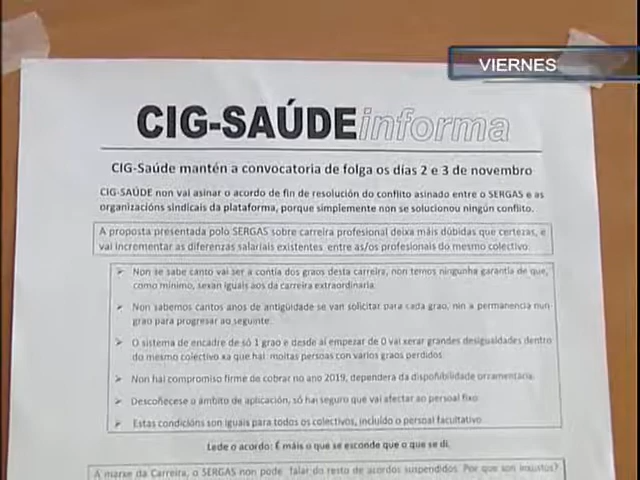 VIERNES
CIG-SAÚDE informa
CIG-Saúde mantén a convocatoria de folga os días 2 e 3 de novembro
CIG-SAÚDE non vai asinar o acordo de fin de resolución do conflito asinado entre o SERGAS e as
organizacións sindicais da plataforma, porque simplemente non se solucionou ningún conflito.
A proposta presentada polo SERGAS sobre carreira profesional deixa máis dúbidas que certezas, e
vai incrementar as diferenzas salariais existentes entre as/os profesionais do mesmo colectivo:
➢ Non se sabe canto vai ser a contía dos graos desta carreira, non temos ningunha garantía de que,
como mínimo, sexan iguais aos da carreira extraordinaria.
➢ Non sabemos cantos anos de antigüidade se van solicitar para cada grao, nin a permanencia nun
grao para progresar ao seguinte.
➢ O sistema de encadre de só 1 grao e desde al empezar de 0 vai xerar grandes desigualdades dentro
do mesmo colectivo xa que hai moitas persoas con varios graos perdidos.
➢ Non hai compromiso firme de cobrar no ano 2019, dependera da dispoñibilidade orzamentaria.
➢ Descoñécese o ámbito de aplicación, só hai seguro que vai afectar ao persoal fixo.
➢ Estas condicións son iguais para todos os colectivos, incluído o persoal facultativo.
Lede o acordo: É máis o que se esconde que o que se di.
A marxe da Carreira, o SERGAS non pode falar do resto de acordos suspendidos. Por que son inxustos?